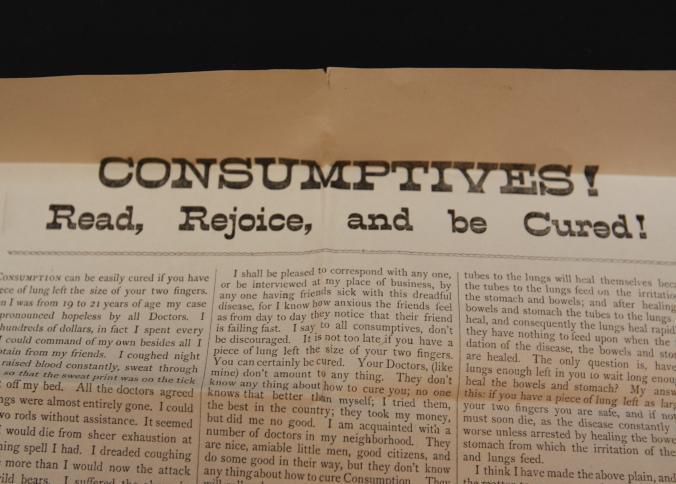 CONSUMPTIVES!
Read, Rejoice, and be Cured!
CONSUMPTION can be easily cured if you have
of lung left the size of your two fingers.
I was from 19 to 21 years of age my case
pronounced hopeless by all Doctors. I
hundreds of dollars, in fact I spent every
I could command of my own besides all I
from my friends. I coughed night
raised blood constantly, sweat through
so that the sweat print was on the tick
off my bed. All the doctors agreed
were almost entirely gone. I could
rods without assistance. It seemed
would die from sheer exhaustion at
spell I had. I dreaded coughing
more than I would now the attack
bears. I suffered
I shall be pleased to correspond with any one,
or be interviewed at my place of business, by
any one having friends sick with this dreadful
disease, for I know how anxious the friends feel
as from day to day they notice that their friend
is failing fast. I say to all consumptives, don't
be discouraged. It is not too late if you have a
piece of lung left the size of your two fingers.
You can certainly be cured. Your Doctors, (like
mine) don't amount to any thing. They don't
know any thing about how to cure you; no one
knows that better than myself; I tried them,
the best in the country; they took my money,
but did me no good. I am acquainted with a
number of doctors in my neighborhood. They
are nice, amiable little men, good citizens, and
do some good in their way, but they don't know
any thing about how to cure Consumption. They
tubes to the lungs will heal themselves
the tubes to the lungs feed on the
the stomach and bowels; and after healing
bowels and stomach the tubes to the lungs
heal, and consequently the lungs heal
they have nothing to feed upon when the
dation of the disease, the bowels and
are healed. The only question is, have
lungs enough left in you to wait long
heal the bowels and stomach? My
this: if you have a piece of lung left as
your two fingers you are safe, and if not
must soon die, as the disease constantly
worse unless arrested by healing the
stomach from which the irritation of the
and lungs feed.
I think I have made the above plain, and